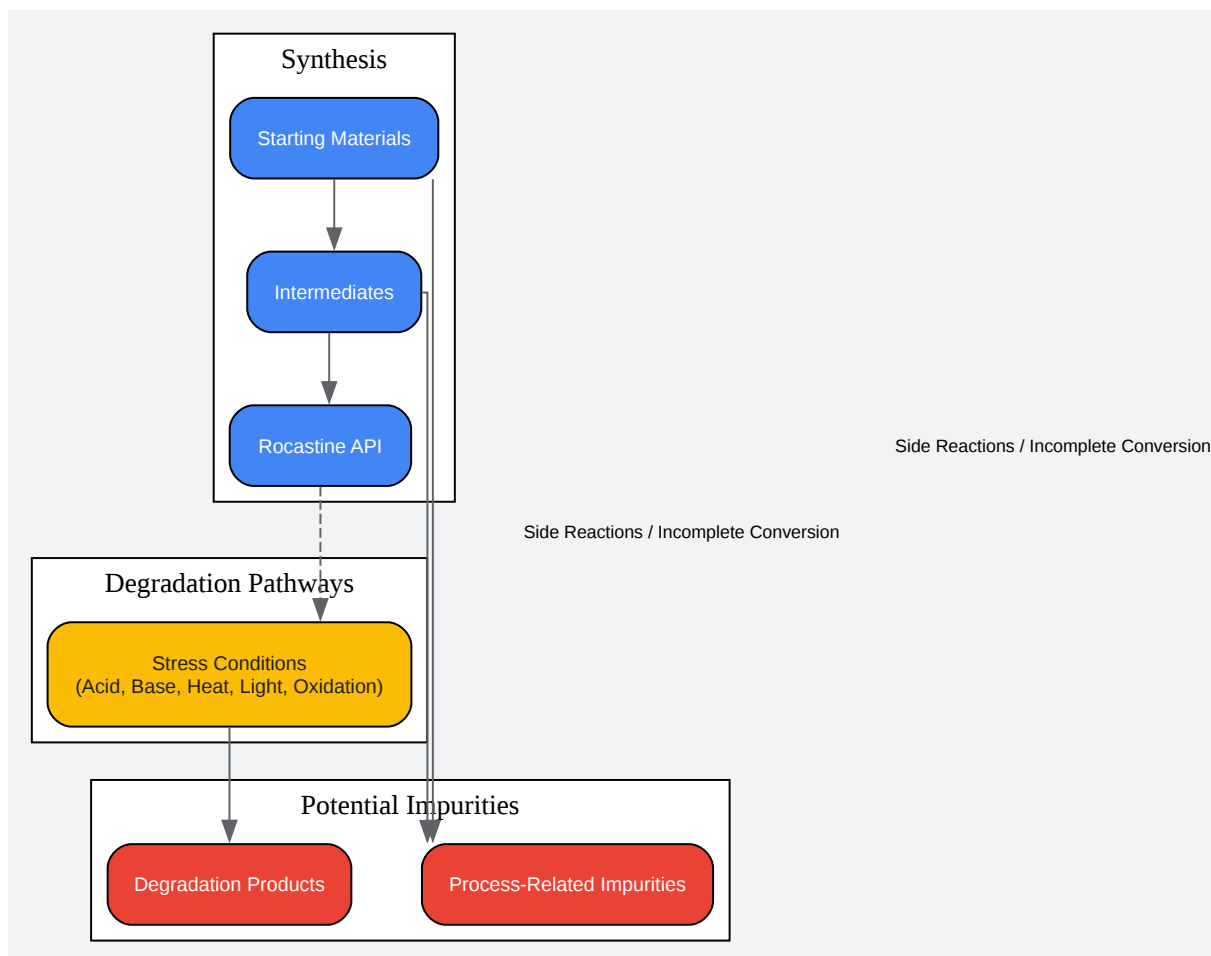 Synthesis
Starting Materials
Intermediates
Rocastine API
Side Reactions / Incomplete Conversion
Side Reactions / Incomplete Conversion
Degradation Pathways
Stress Conditions
(Acid, Base, Heat, Light, Oxidation)
Potential Impurities
Degradation Products
Process-Related Impurities